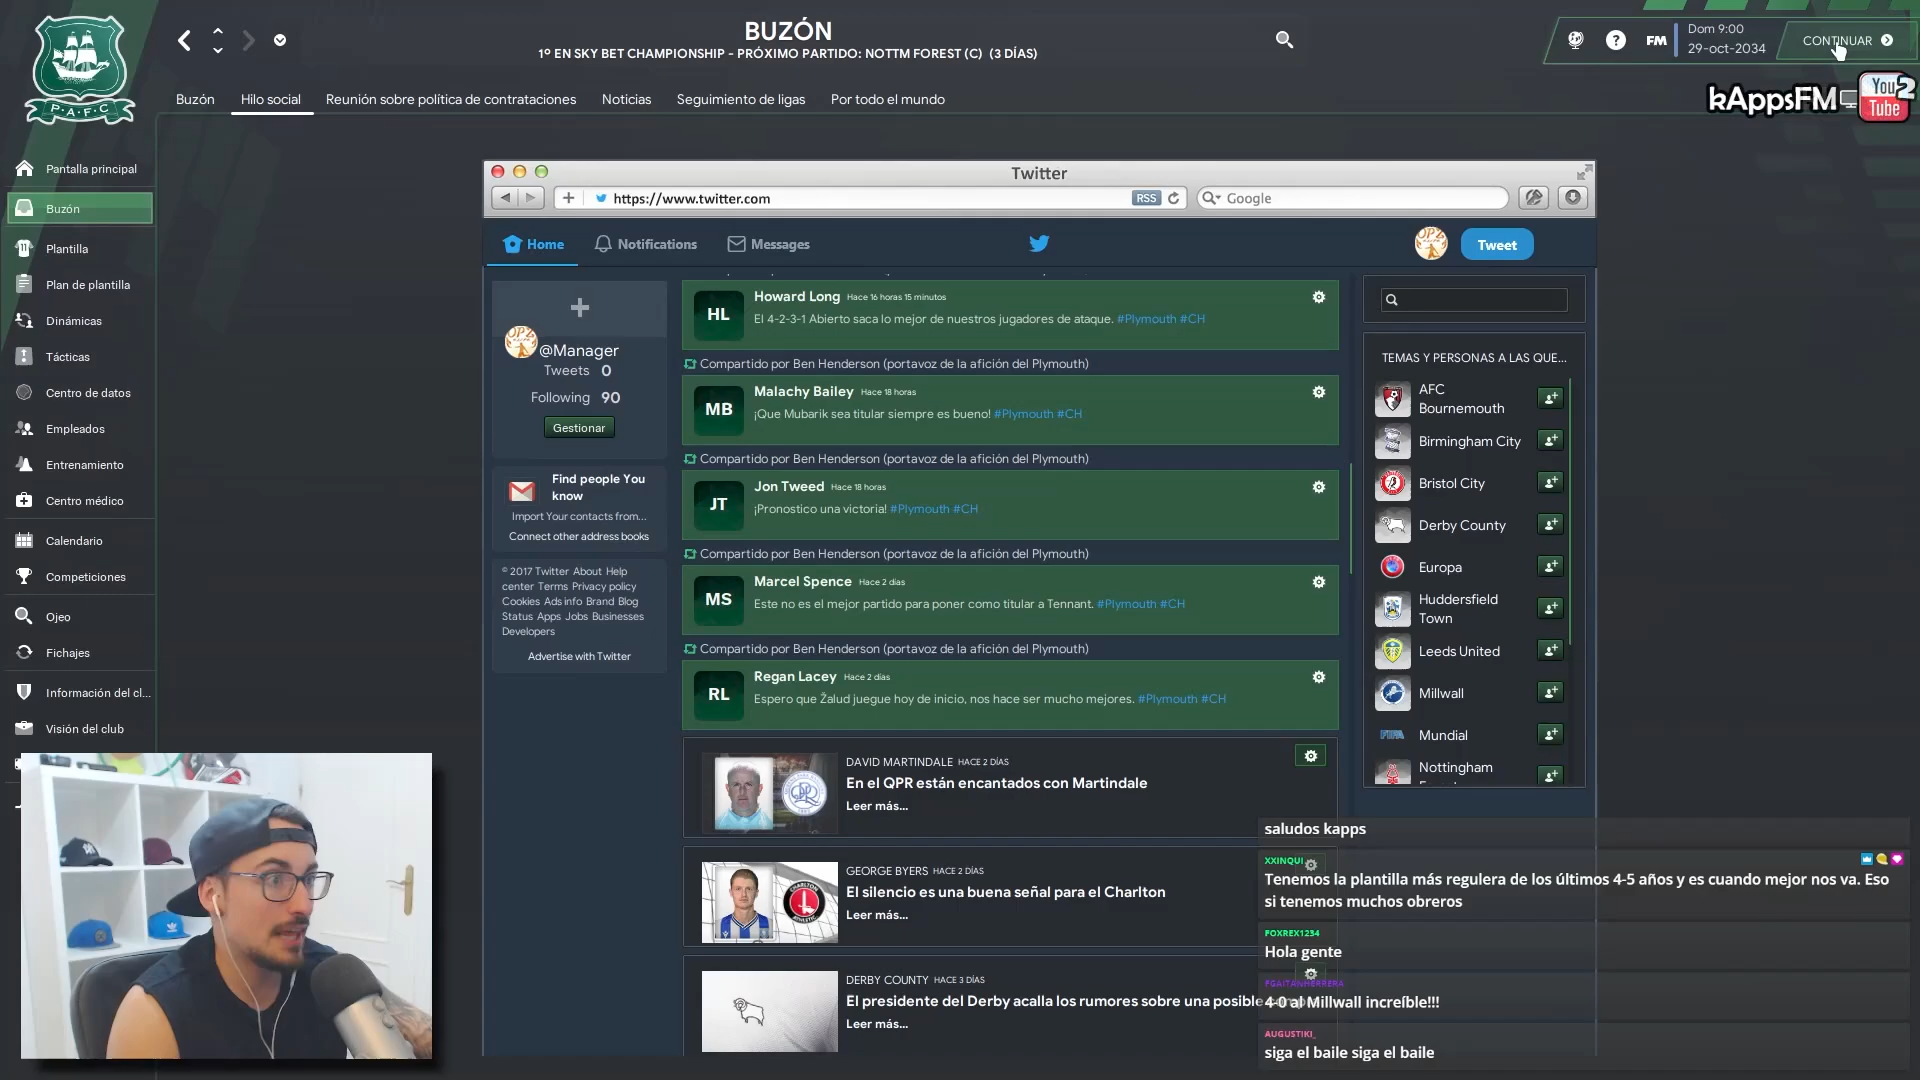 BUZÓN
1º EN SKY BET CHAMPIONSHIP - PRÓXIMO PARTIDO: NOTTM FOREST (C) (3 DÍAS)
FM
Dom 9:00
29-oct-2034
CONTINUAR
P·A·F·C
Buzón
Hilo social
Reunión sobre política de contrataciones
Noticias
Seguimiento de ligas
Por todo el mundo
kAppsFM
You2
Tube
Pantalla principal
Buzón
Plantilla
Plan de plantilla
Dinámicas
Tácticas
Centro de datos
Empleados
Entrenamiento
Centro médico
Calendario
Competiciones
Ojeo
Fichajes
Información del cl...
Visión del club
Twitter
https://www.twitter.com
RSS
Google
Home
Notifications
Messages
Tweet
@Manager
Tweets 0
Following 90
Gestionar
Find people You
know
Import Your contacts from...
Connect other address books
© 2017 Twitter About Help
center Terms Privacy policy
Cookies Ads info Brand Blog
Status Apps Jobs Businesses
Developers
Advertise with Twitter
HL
Howard Long Hace 16 horas 15 minutos
El 4-2-3-1 Abierto saca lo mejor de nuestros jugadores de ataque. #Plymouth #CH
Compartido por Ben Henderson (portavoz de la afición del Plymouth)
MB
Malachy Bailey Hace 18 horas
¡Que Mubarik sea titular siempre es bueno! #Plymouth #CH
Compartido por Ben Henderson (portavoz de la afición del Plymouth)
JT
Jon Tweed Hace 18 horas
¡Pronostico una victoria! #Plymouth #CH
Compartido por Ben Henderson (portavoz de la afición del Plymouth)
MS
Marcel Spence Hace 2 días
Este no es el mejor partido para poner como titular a Tennant. #Plymouth #CH
Compartido por Ben Henderson (portavoz de la afición del Plymouth)
RL
Regan Lacey Hace 2 días
Espero que Žalud juegue hoy de inicio, nos hace ser mucho mejores. #Plymouth #CH
DAVID MARTINDALE HACE 2 DÍAS
En el QPR están encantados con Martindale
Leer más...
GEORGE BYERS HACE 2 DÍAS
El silencio es una buena señal para el Charlton
Leer más...
DERBY COUNTY HACE 3 DÍAS
El presidente del Derby acalla los rumores sobre una posible
Leer más...
TEMAS Y PERSONAS A LAS QUE...
AFC
Bournemouth
Birmingham City
Bristol City
Derby County
Europa
Huddersfield
Town
Leeds United
Millwall
FIFA
Mundial
Nottingham
saludos kapps
XXINQUI
Tenemos la plantilla más regulera de los últimos 4-5 años y es cuando mejor nos va. Eso
si tenemos muchos obreros
FOXREX1234
Hola gente
FGAITANHERRERA
4-0 al Millwall increíble!!!
AUGUSTIKI_
siga el baile siga el baile